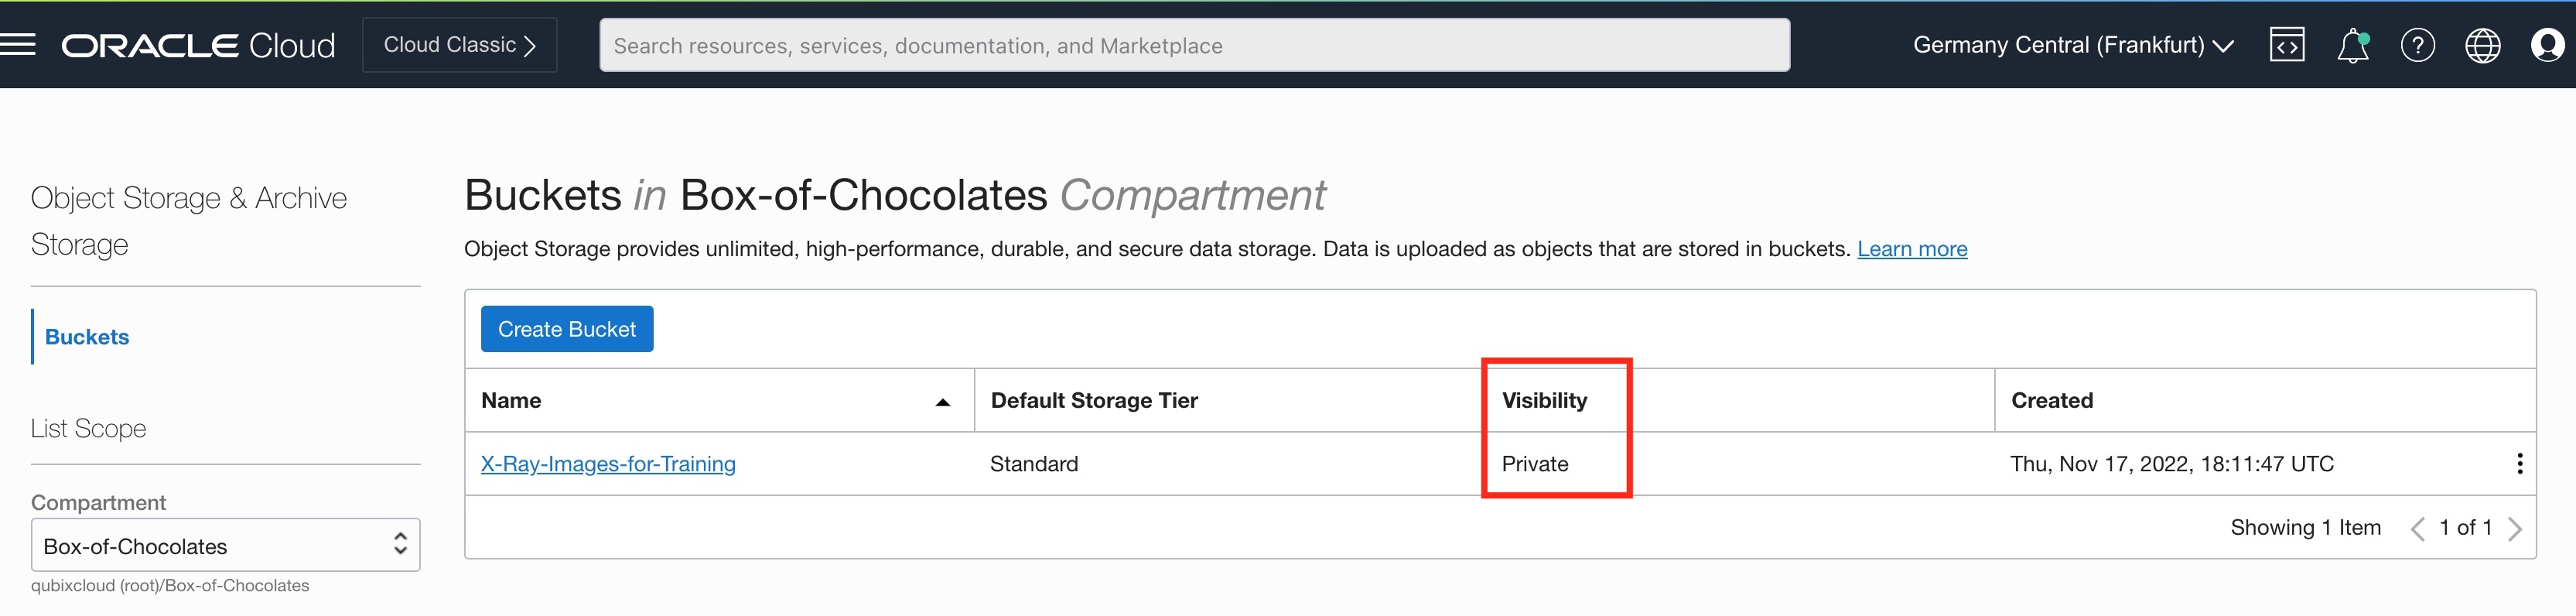 ORACLE Cloud
Cloud Classic
Search resources, services, documentation, and Marketplace
Germany Central (Frankfurt)
Object Storage & Archive
Storage
Buckets
List Scope
Compartment
Box-of-Chocolates
qubixcloud (root)/Box-of-Chocolates
Buckets in Box-of-Chocolates Compartment
Object Storage provides unlimited, high-performance, durable, and secure data storage. Data is uploaded as objects that are stored in buckets. Learn more
Create Bucket
Name Default Storage Tier Visibility Created
X-Ray-Images-for-Training Standard Private Thu, Nov 17, 2022, 18:11:47 UTC
Showing 1 Item 1 of 1